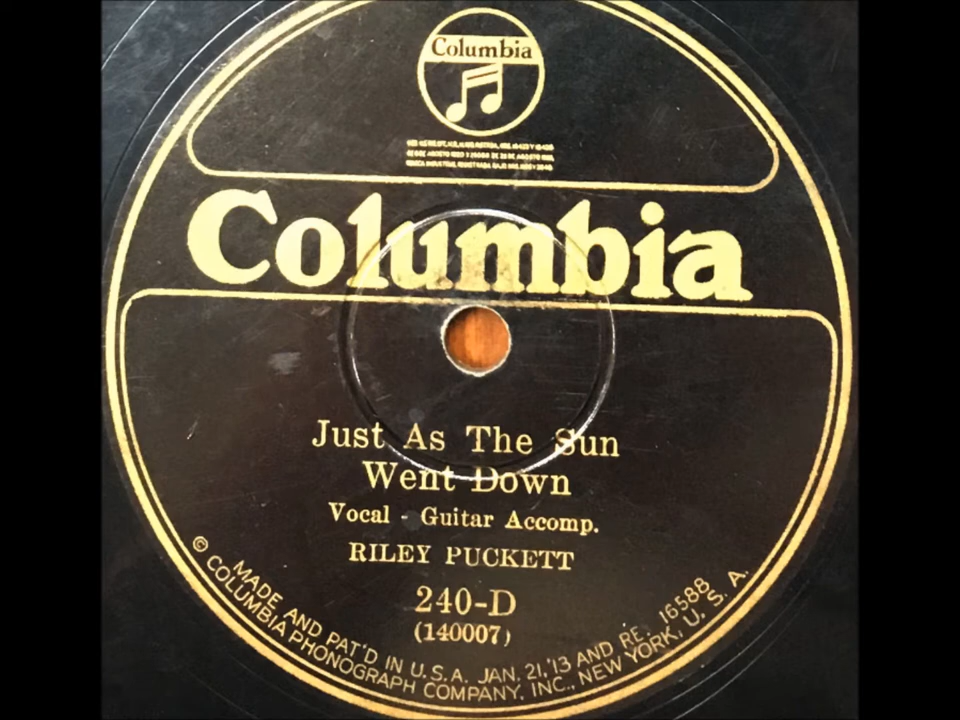 Columbia
Columbia
Just As The Sun
Went Down
Vocal - Guitar Accomp.
RILEY PUCKETT
240-D
(140007)
© MADE AND PAT'D IN U.S.A. JAN. 21,'13 AND RE. 16588
COLUMBIA PHONOGRAPH COMPANY, INC., NEW YORK, U.S.A.